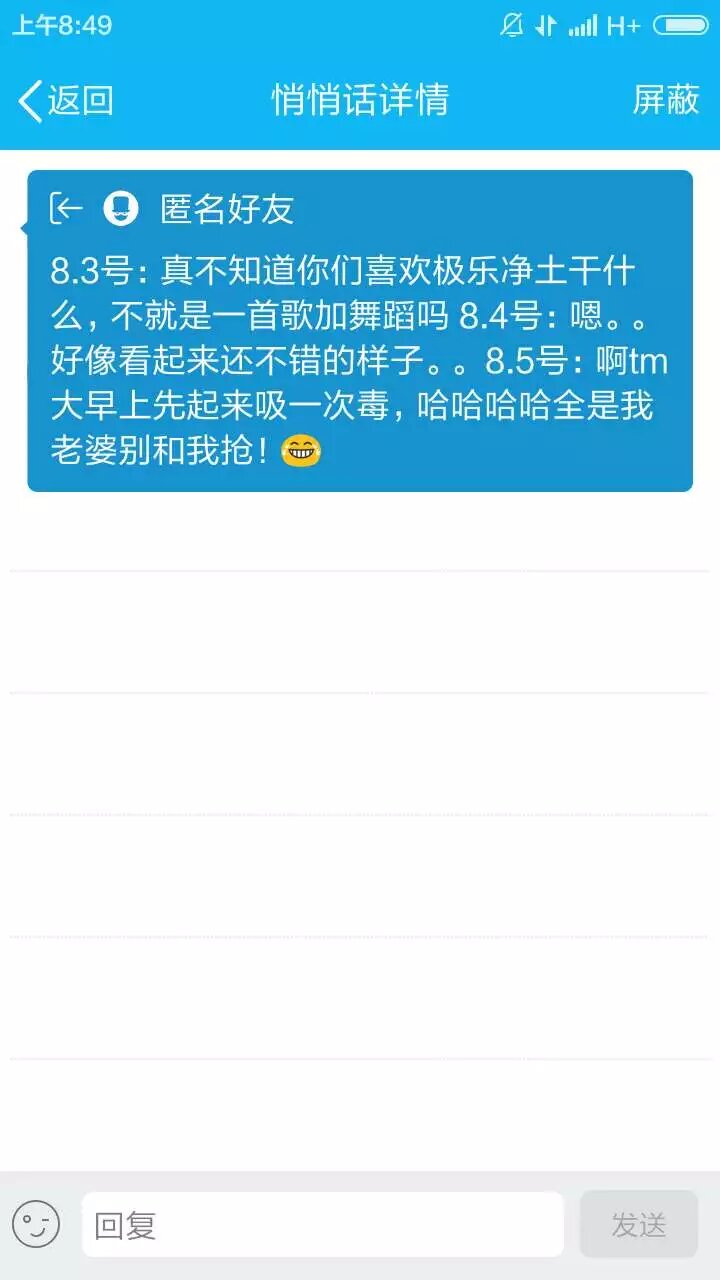 上午8:49
H+
返回
悄悄话详情
屏蔽
匿名好友
8.3号：真不知道你们喜欢极乐净土干什
么，不就是一首歌加舞蹈吗 8.4号：嗯。。
好像看起来还不错的样子。。8.5号：啊tm
大早上先起来吸一次毒，哈哈哈哈全是我
老婆别和我抢！😂
回复
发送